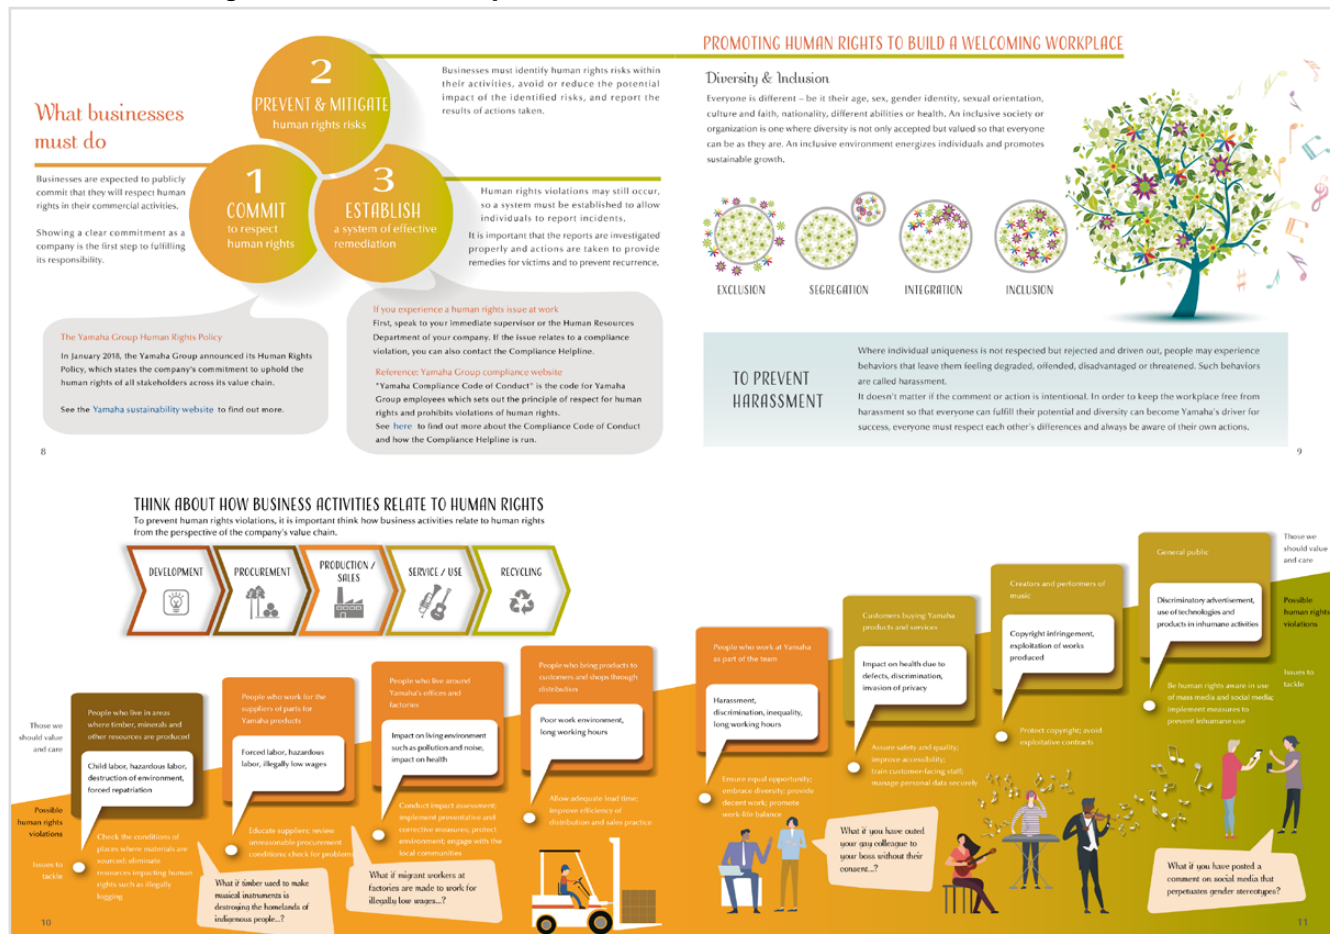 What businesses
must do
Businesses are expected to publicly
commit that they will respect human
rights in their commercial activities.
Showing a clear commitment as a
company is the first step to fulfilling
its responsibility.
2
PREVENT & MITIGATE
human rights risks
1
COMMIT
to respect
human rights
3
ESTABLISH
a system of effective
remediation
Businesses must identify human rights risks within
their activities, avoid or reduce the potential
impact of the identified risks, and report the
results of actions taken.
Human rights violations may still occur,
so a system must be established to allow
individuals to report incidents.
It is important that the reports are investigated
properly and actions are taken to provide
remedies for victims and to prevent recurrence.
The Yamaha Group Human Rights Policy
In January 2018, the Yamaha Group announced its Human Rights
Policy, which states the company's commitment to uphold the
human rights of all stakeholders across its value chain.
See the Yamaha sustainability website to find out more.
If you experience a human rights issue at work
First, speak to your immediate supervisor or the Human Resources
Department of your company. If the issue relates to a compliance
violation, you can also contact the Compliance Helpline.
Reference: Yamaha Group compliance website
"Yamaha Compliance Code of Conduct" is the code for Yamaha
Group employees which sets out the principle of respect for human
rights and prohibits violations of human rights.
See here to find out more about the Compliance Code of Conduct
and how the Compliance Helpline is run.
8
PROMOTING HUMAN RIGHTS TO BUILD A WELCOMING WORKPLACE
Diversity & Inclusion
Everyone is different – be it their age, sex, gender identity, sexual orientation,
culture and faith, nationality, different abilities or health. An inclusive society or
organization is one where diversity is not only accepted but valued so that everyone
can be as they are. An inclusive environment energizes individuals and promotes
sustainable growth.
EXCLUSION
SEGREGATION
INTEGRATION
INCLUSION
TO PREVENT
HARASSMENT
Where individual uniqueness is not respected but rejected and driven out, people may experience
behaviors that leave them feeling degraded, offended, disadvantaged or threatened. Such behaviors
are called harassment.
It doesn't matter if the comment or action is intentional. In order to keep the workplace free from
harassment so that everyone can fulfill their potential and diversity can become Yamaha's driver for
success, everyone must respect each other's differences and always be aware of their own actions.
9
THINK ABOUT HOW BUSINESS ACTIVITIES RELATE TO HUMAN RIGHTS
To prevent human rights violations, it is important think how business activities relate to human rights
from the perspective of the company's value chain.
DEVELOPMENT
PROCUREMENT
PRODUCTION /
SALES
SERVICE / USE
RECYCLING
Those we
should value
and care
Possible
human rights
violations
Issues to
tackle
People who live in areas
where timber, minerals and
other resources are produced
Child labor, hazardous labor,
destruction of environment,
forced repatriation
Check the conditions of
places where materials are
sourced; eliminate
resources impacting human
rights such as illegally
logging
People who work for the
suppliers of parts for
Yamaha products
Forced labor, hazardous
labor, illegally low wages
Educate suppliers; review
unreasonable procurement
conditions; check for problems
What if timber used to make
musical instruments is
destroying the homelands of
indigenous people...?
People who live around
Yamaha's offices and
factories
Impact on living environment
such as pollution and noise,
impact on health
Conduct impact assessment;
implement preventative and
corrective measures; protect
environment; engage with the
local communities
What if migrant workers at
factories are made to work for
illegally low wages...?
People who bring products to
customers and shops through
distribution
Poor work environment,
long working hours
Allow adequate lead time;
improve efficiency of
distribution and sales practice
10
People who work at Yamaha
as part of the team
Harassment,
discrimination, inequality,
long working hours
Ensure equal opportunity;
embrace diversity; provide
decent work; promote
work-life balance
What if you have outed
your gay colleague to
your boss without their
consent...?
Customers buying Yamaha
products and services
Impact on health due to
defects, discrimination,
invasion of privacy
Assure safety and quality;
improve accessibility;
train customer-facing staff;
manage personal data securely
Creators and performers of
music
Copyright infringement,
exploitation of works
produced
Protect copyright; avoid
exploitative contracts
General public
Discriminatory advertisement,
use of technologies and
products in inhumane activities
Be human rights aware in use
of mass media and social media;
implement measures to
prevent inhumane use
What if you have posted a
comment on social media that
perpetuates gender stereotypes?
Those we
should value
and care
Possible
human rights
violations
Issues to
tackle
11